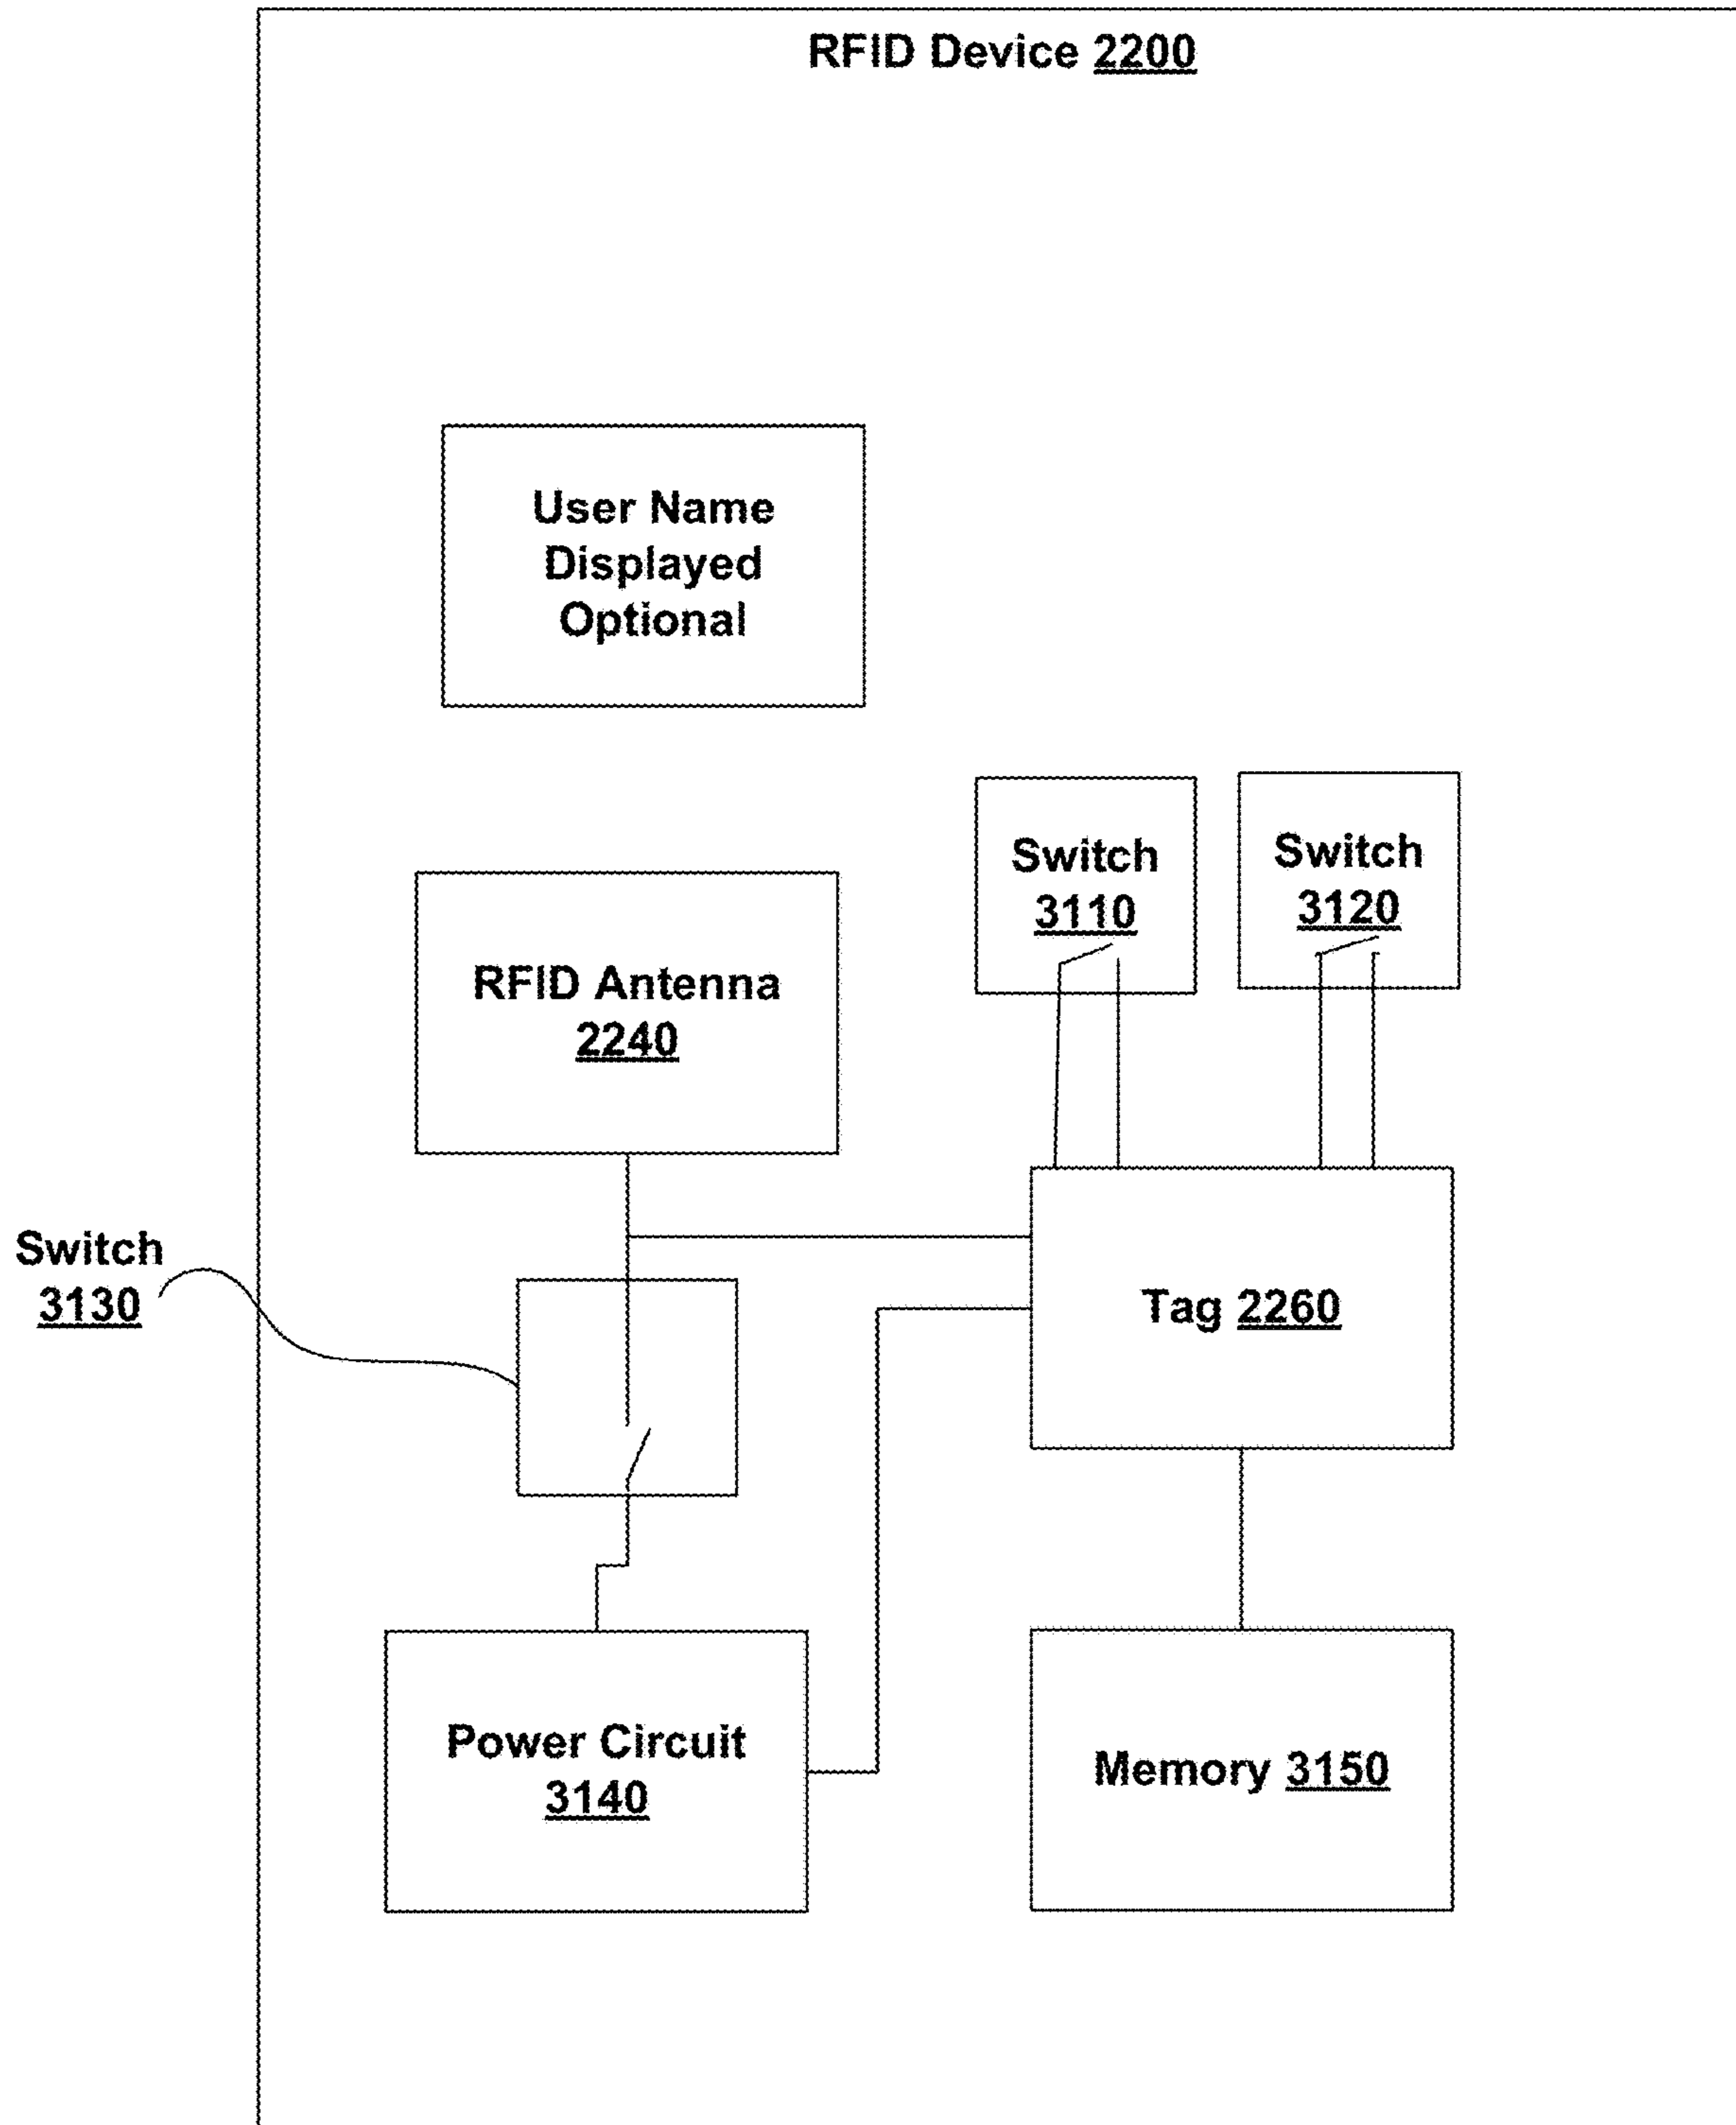 RFID Device 2200
User Name
Displayed
Optional
Switch
3110
Switch
3120
RFID Antenna
2240
Switch
3130
Tag 2260
Power Circuit
3140
Memory 3150